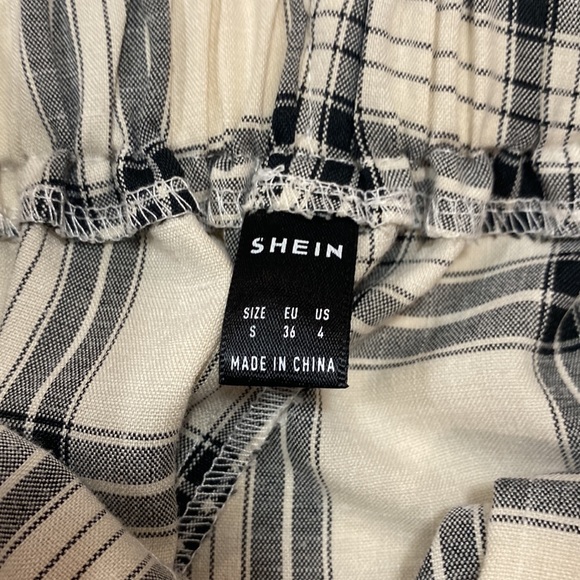 SHEIN
SIZE EU US
S 36 4
MADE IN CHINA